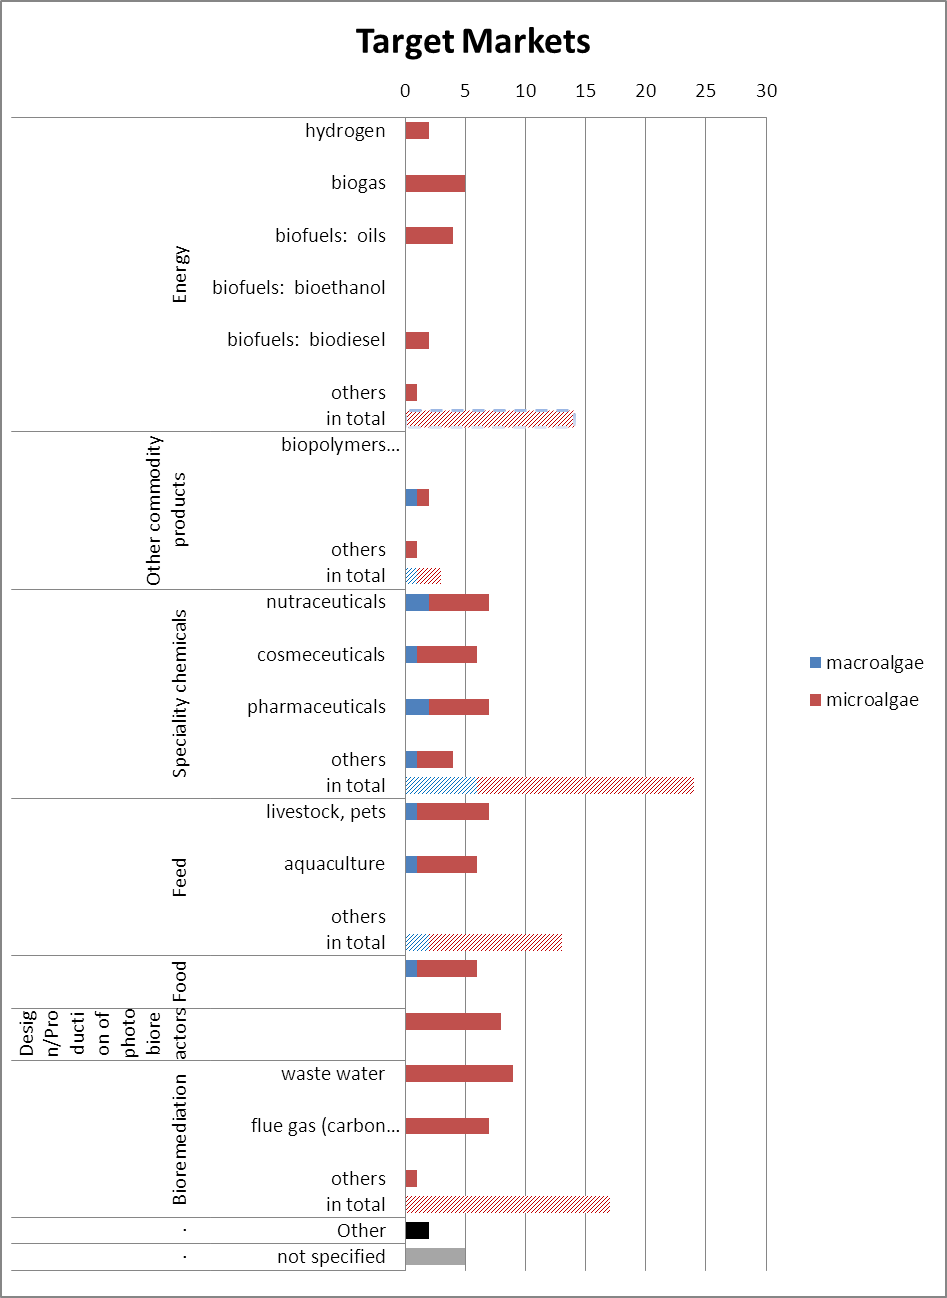 Target Markets
0 5 10 15 20 25 30
Energy
hydrogen
biogas
biofuels:  oils
biofuels:  bioethanol
biofuels:  biodiesel
others
in total
Other commodity
products
biopolymers...
others
in total
Speciality chemicals
nutraceuticals
cosmeceuticals
pharmaceuticals
others
in total
macroalgae
microalgae
Feed
livestock, pets
aquaculture
others
in total
Food
Desig
n/Pro
ducti
on of
photo
biore
actors
Bioremediation
waste water
flue gas (carbon...
others
in total
. Other
. not specified